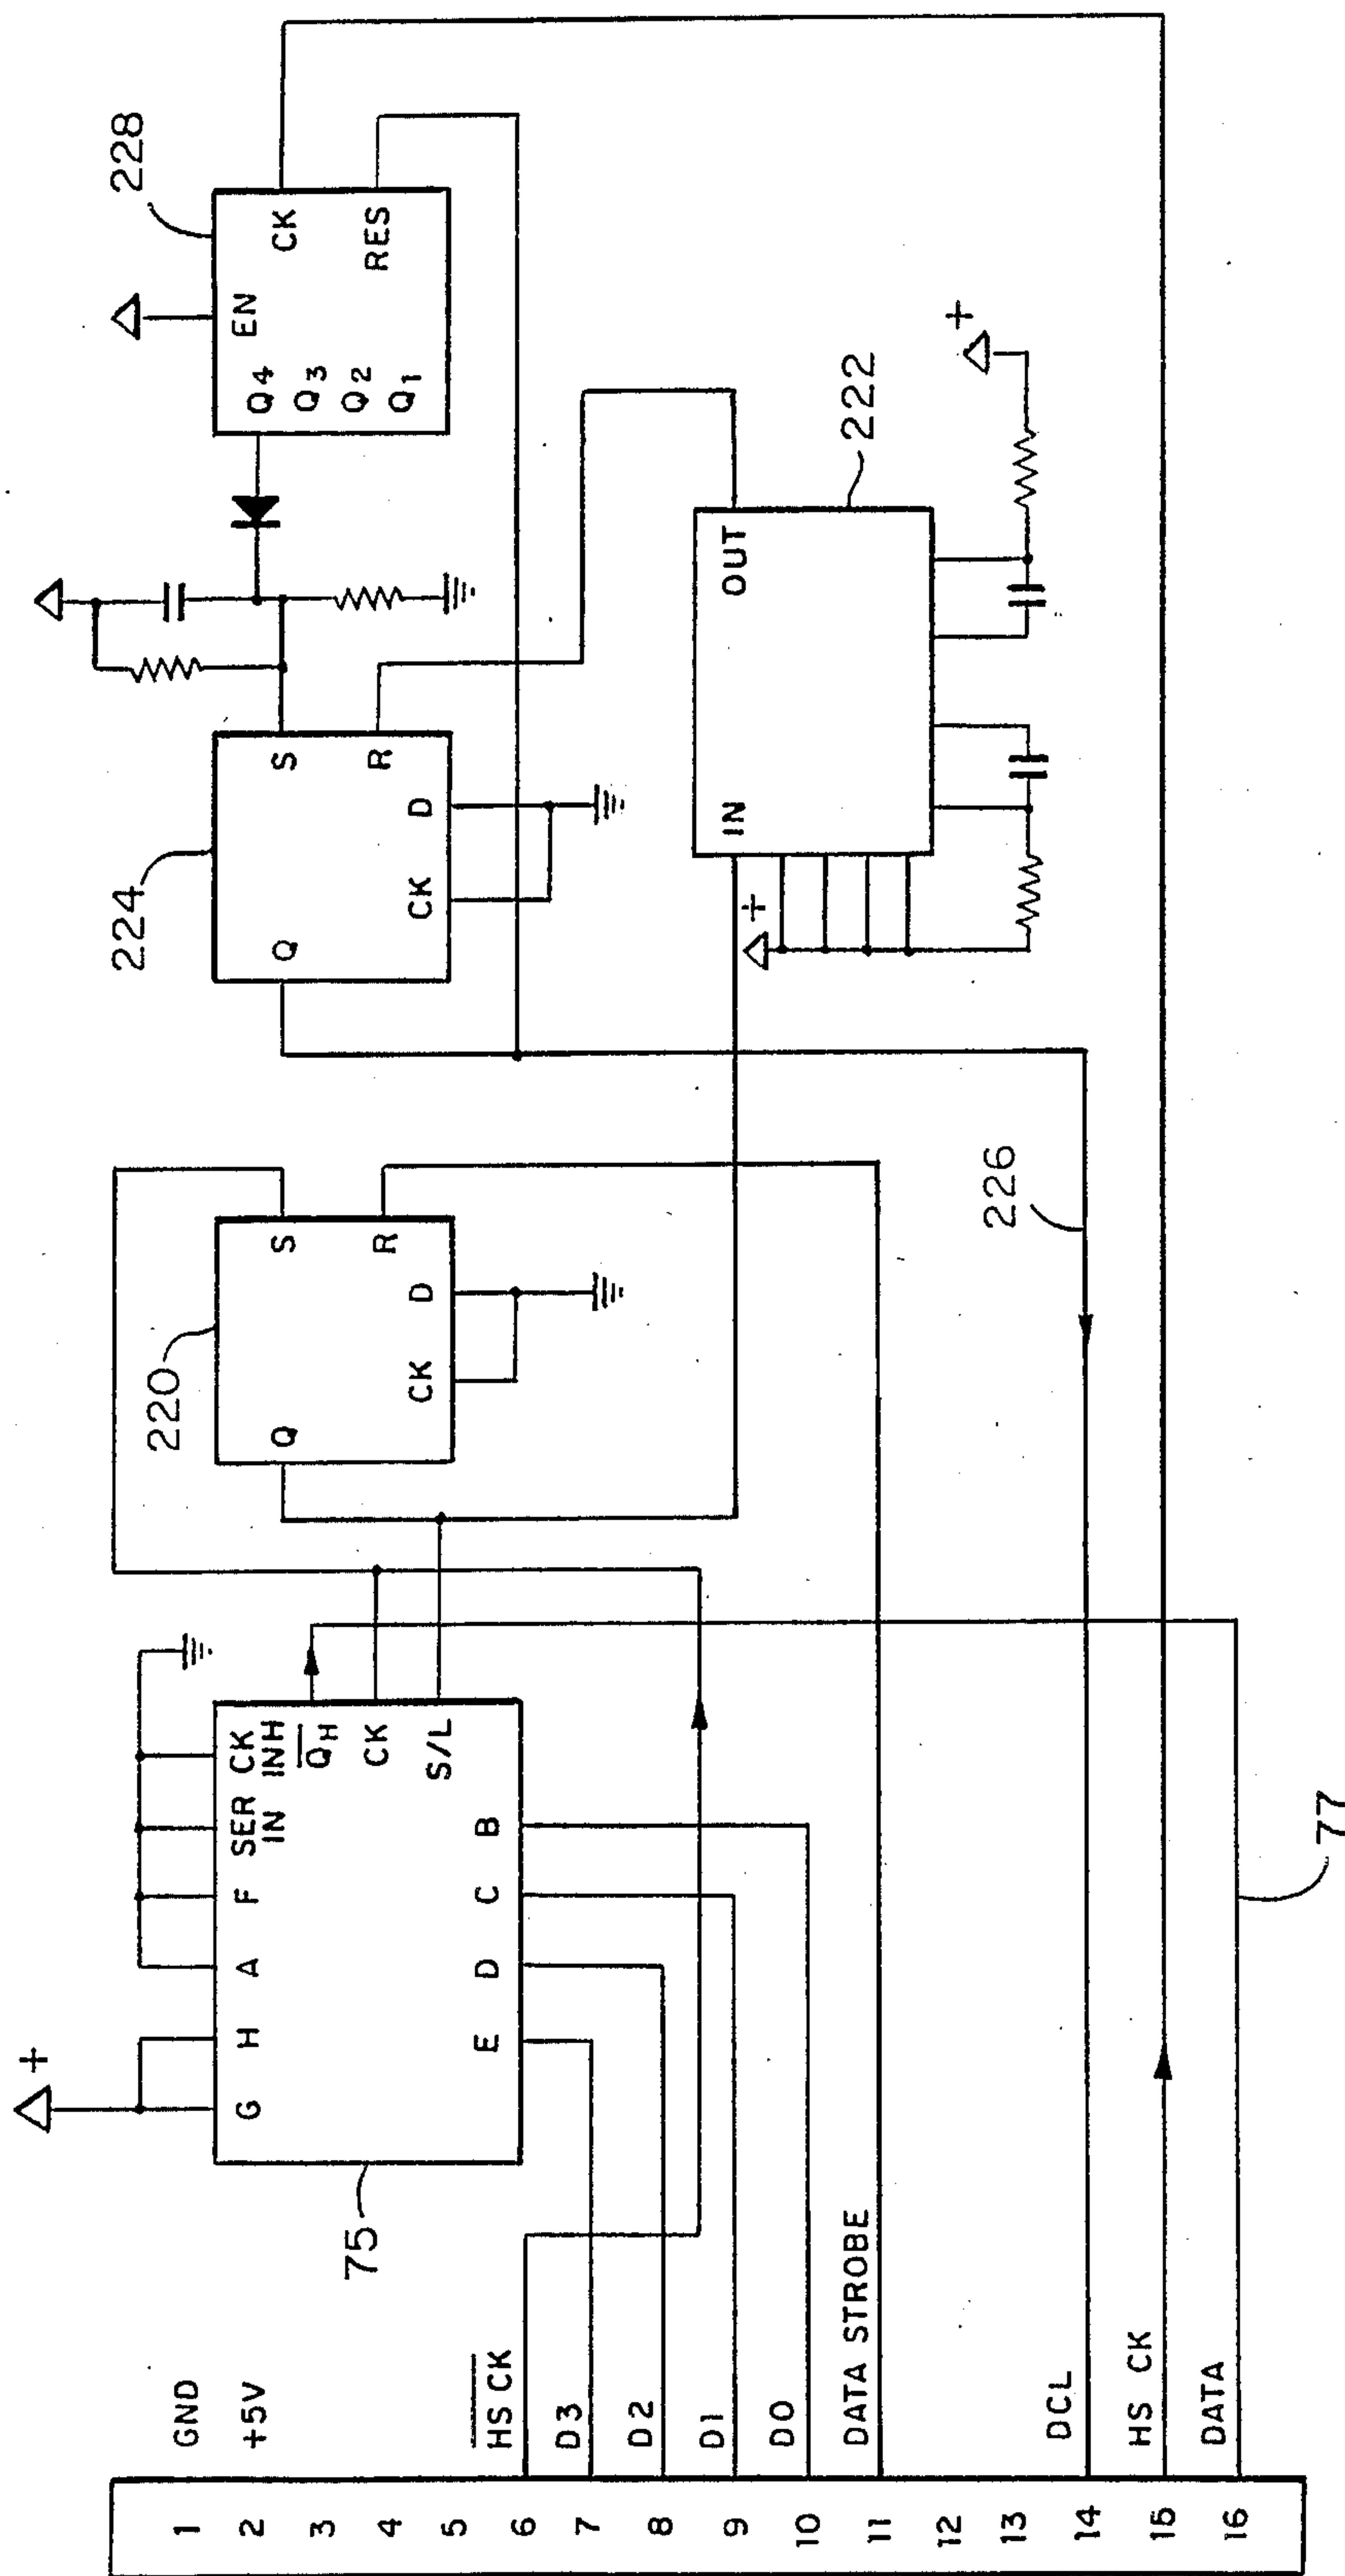 1 GND
2 +5V
3
4
5
6 H̅S̅ ̅C̅K̅
7 D3
8 D2
9 D1
10 D0
11 DATA STROBE
12
13
14 DCL
15 HS CK
16 DATA
77
75
+
G H A F SER IN CK INH
Q̅H
CK
S/L
E D C B
220
Q S
R
CK D
224
Q S
R
CK D
226
228
EN
Q4
Q3
Q2
Q1
CK
RES
222
IN OUT
+
+